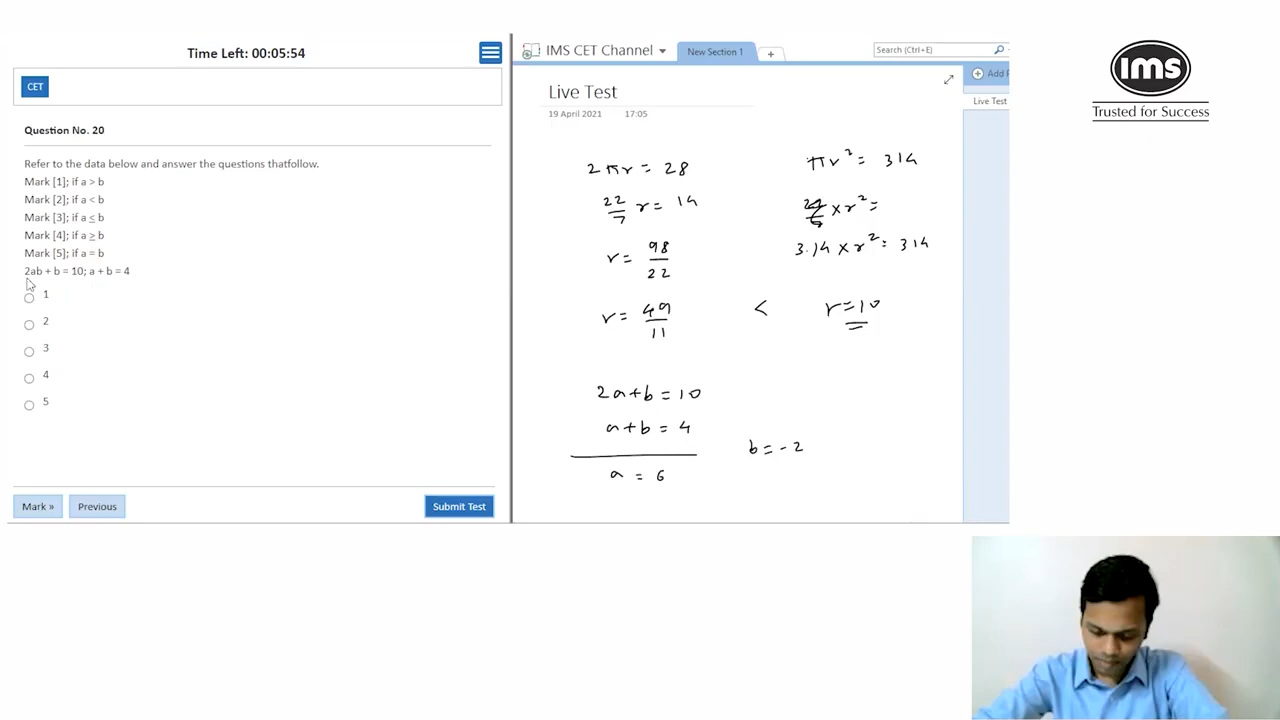 Time Left: 00:05:54
CET
Question No. 20
Refer to the data below and answer the questions thatfollow.
Mark [1]; if a > b
Mark [2]; if a < b
Mark [3]; if a ≤ b
Mark [4]; if a ≥ b
Mark [5]; if a = b
2ab + b = 10; a + b = 4
1
2
3
4
5
Mark »
Previous
Submit Test
IMS CET Channel
New Section 1
+
Search (Ctrl+E)
Add
Live Test
Live Test
19 April 2021 17:05
2πr = 28
22/7 r = 14
r = 98/22
r = 49/11
<
πr² = 314
× r² =
3.14 × r² = 314
r = 10
2a + b = 10
a + b = 4
a = 6
b = -2
ims
Trusted for Success